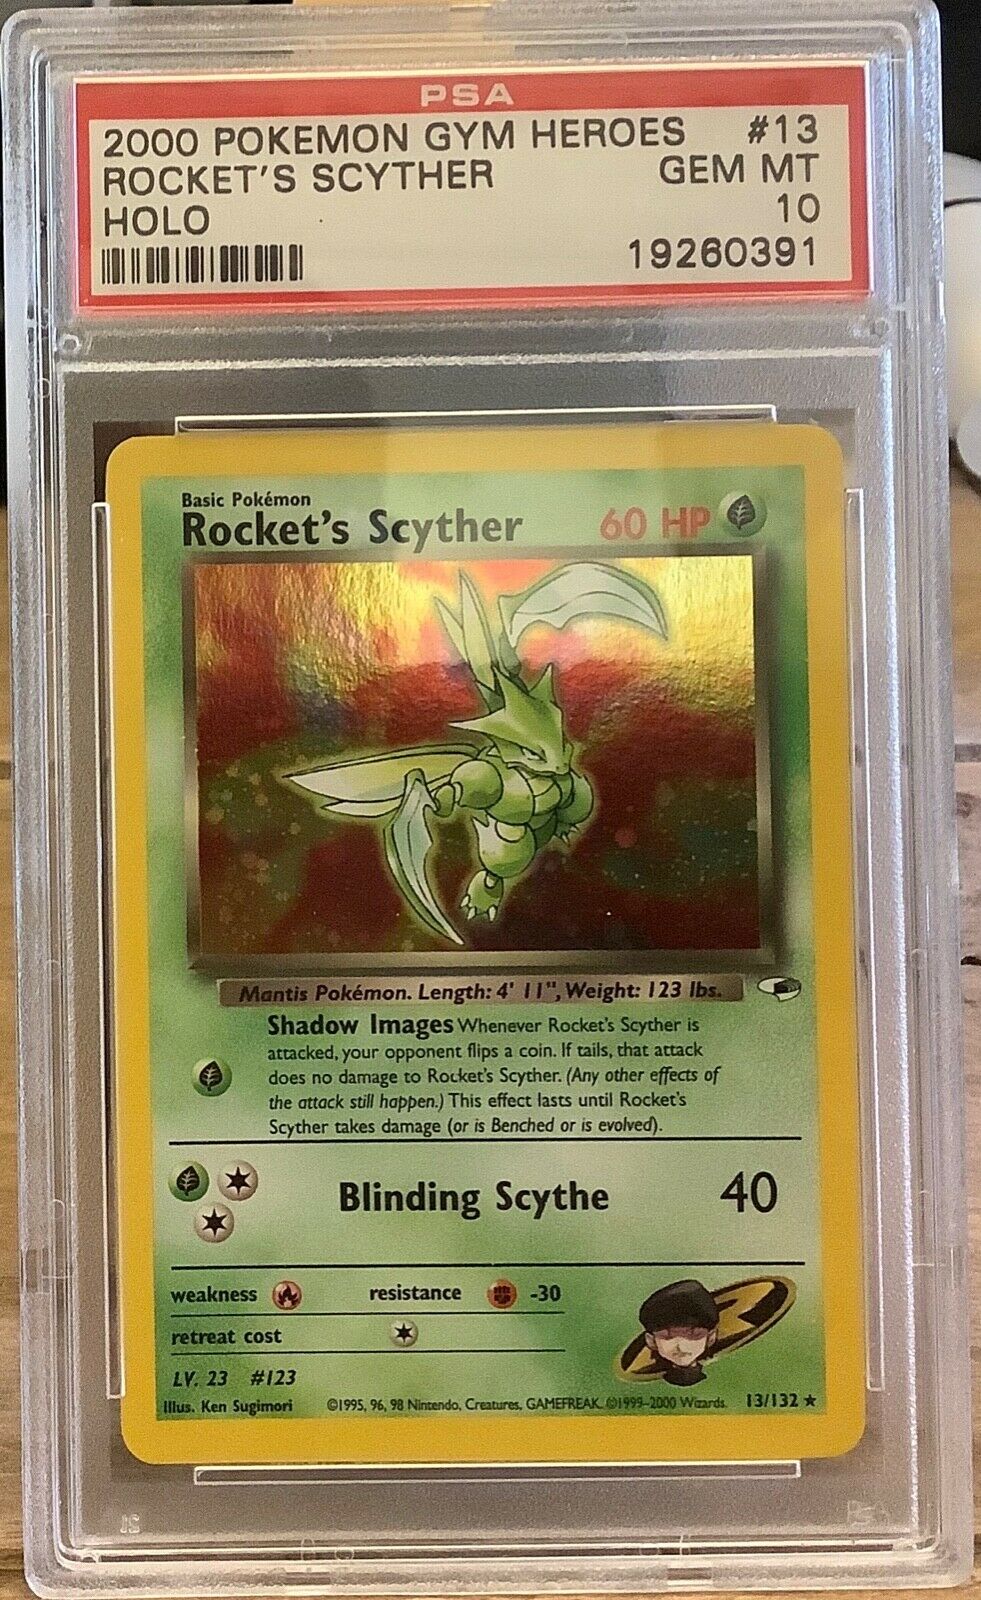 PSA
2000 POKEMON GYM HEROES #13
ROCKET'S SCYTHER GEM MT
HOLO 10
19260391
Basic Pokémon
Rocket's Scyther 60 HP
Mantis Pokémon. Length: 4' 11", Weight: 123 lbs.
Shadow Images Whenever Rocket's Scyther is
attacked, your opponent flips a coin. If tails, that attack
does no damage to Rocket's Scyther. (Any other effects of
the attack still happen.) This effect lasts until Rocket's
Scyther takes damage (or is Benched or is evolved).
Blinding Scythe 40
weakness resistance -30
retreat cost
LV. 23 #123
Illus. Ken Sugimori ©1995, 96, 98 Nintendo, Creatures, GAMEFREAK. ©1999-2000 Wizards. 13/132 ★